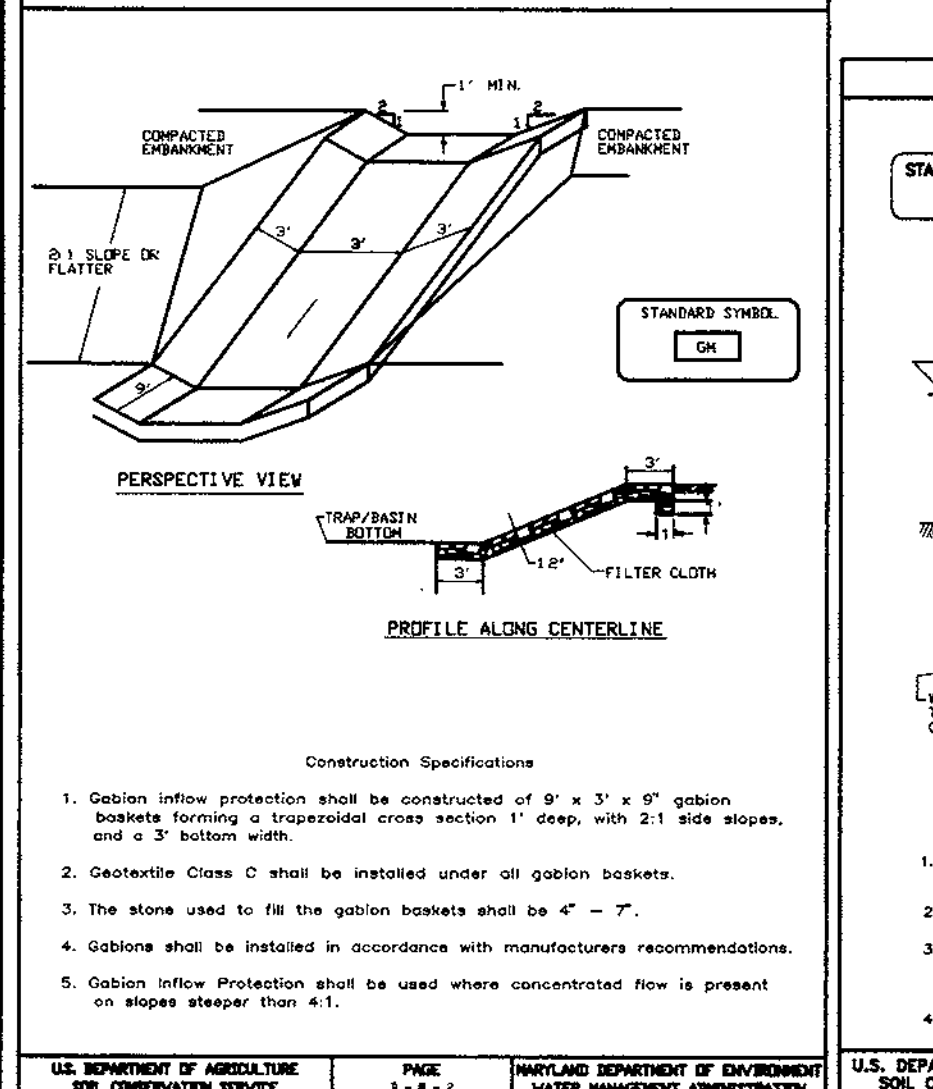 1' MIN.
2
1
2
1
COMPACTED
EMBANKMENT
COMPACTED
EMBANKMENT
3'
3'
3'
2:1 SLOPE OR
FLATTER
STANDARD SYMBOL
9'
PERSPECTIVE VIEW
3'
TRAP/BASIN
BOTTOM
1'
12"
3'
FILTER CLOTH
PROFILE ALONG CENTERLINE
Construction Specifications
1. Gabion inflow protection shall be constructed of 9' x 3' x 9" gabion
baskets forming a trapezoidal cross section 1' deep, with 2:1 side slopes,
and a 3' bottom width.
2. Geotextile Class C shall be installed under all gabion baskets.
3. The stone used to fill the gabion baskets shall be 4" – 7".
4. Gabions shall be installed in accordance with manufacturers recommendations.
5. Gabion Inflow Protection shall be used where concentrated flow is present
on slopes steeper than 4:1.
U.S. DEPARTMENT OF AGRICULTURE
SOIL CONSERVATION SERVICE
PAGE
MARYLAND DEPARTMENT OF ENVIRONMENT
WATER MANAGEMENT ADMINISTRATION
STA
1.
2
3
4
U.S. DEPA
SOIL